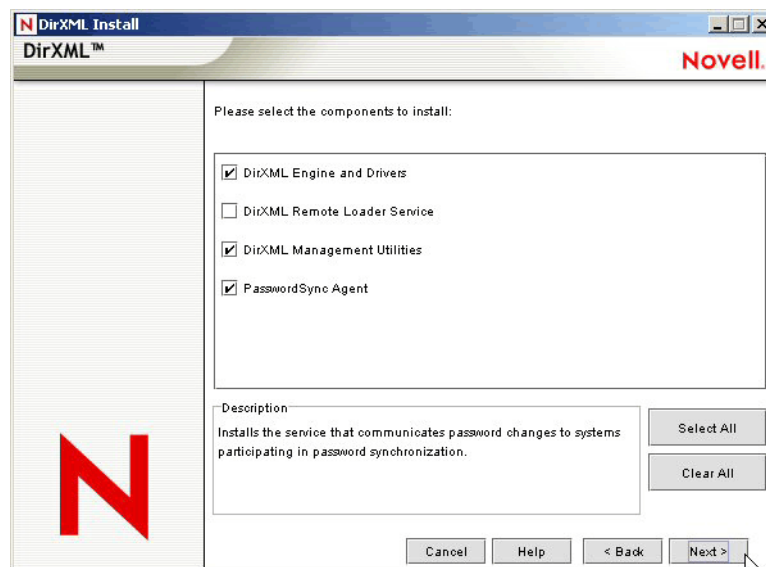 N DirXML Install
DirXML™
Novell.
Please select the components to install:
DirXML Engine and Drivers
DirXML Remote Loader Service
DirXML Management Utilities
PasswordSync Agent
Description
Installs the service that communicates password changes to systems
participating in password synchronization.
Select All
Clear All
N
Cancel Help < Back Next >